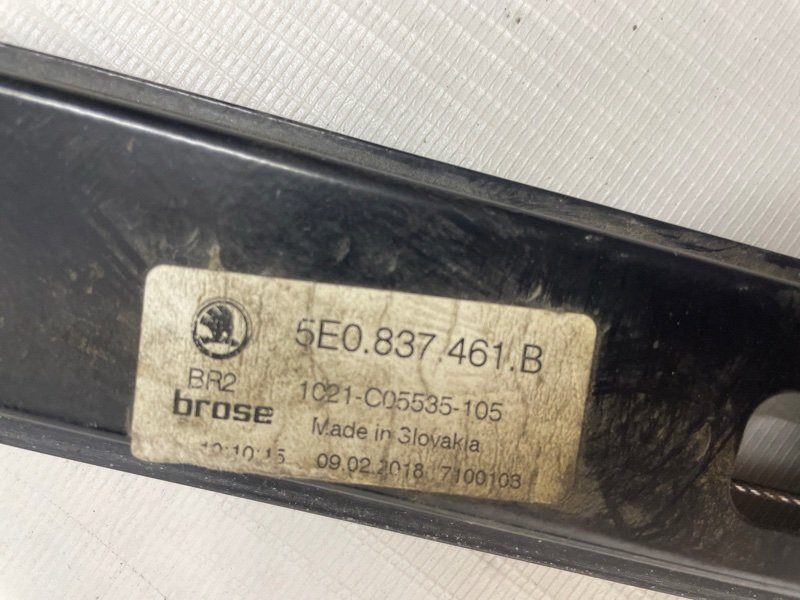 5E0.837.461.B
BR2
1021-C05535-105
brose
Made in Slovakia
09.02.2018 7100103